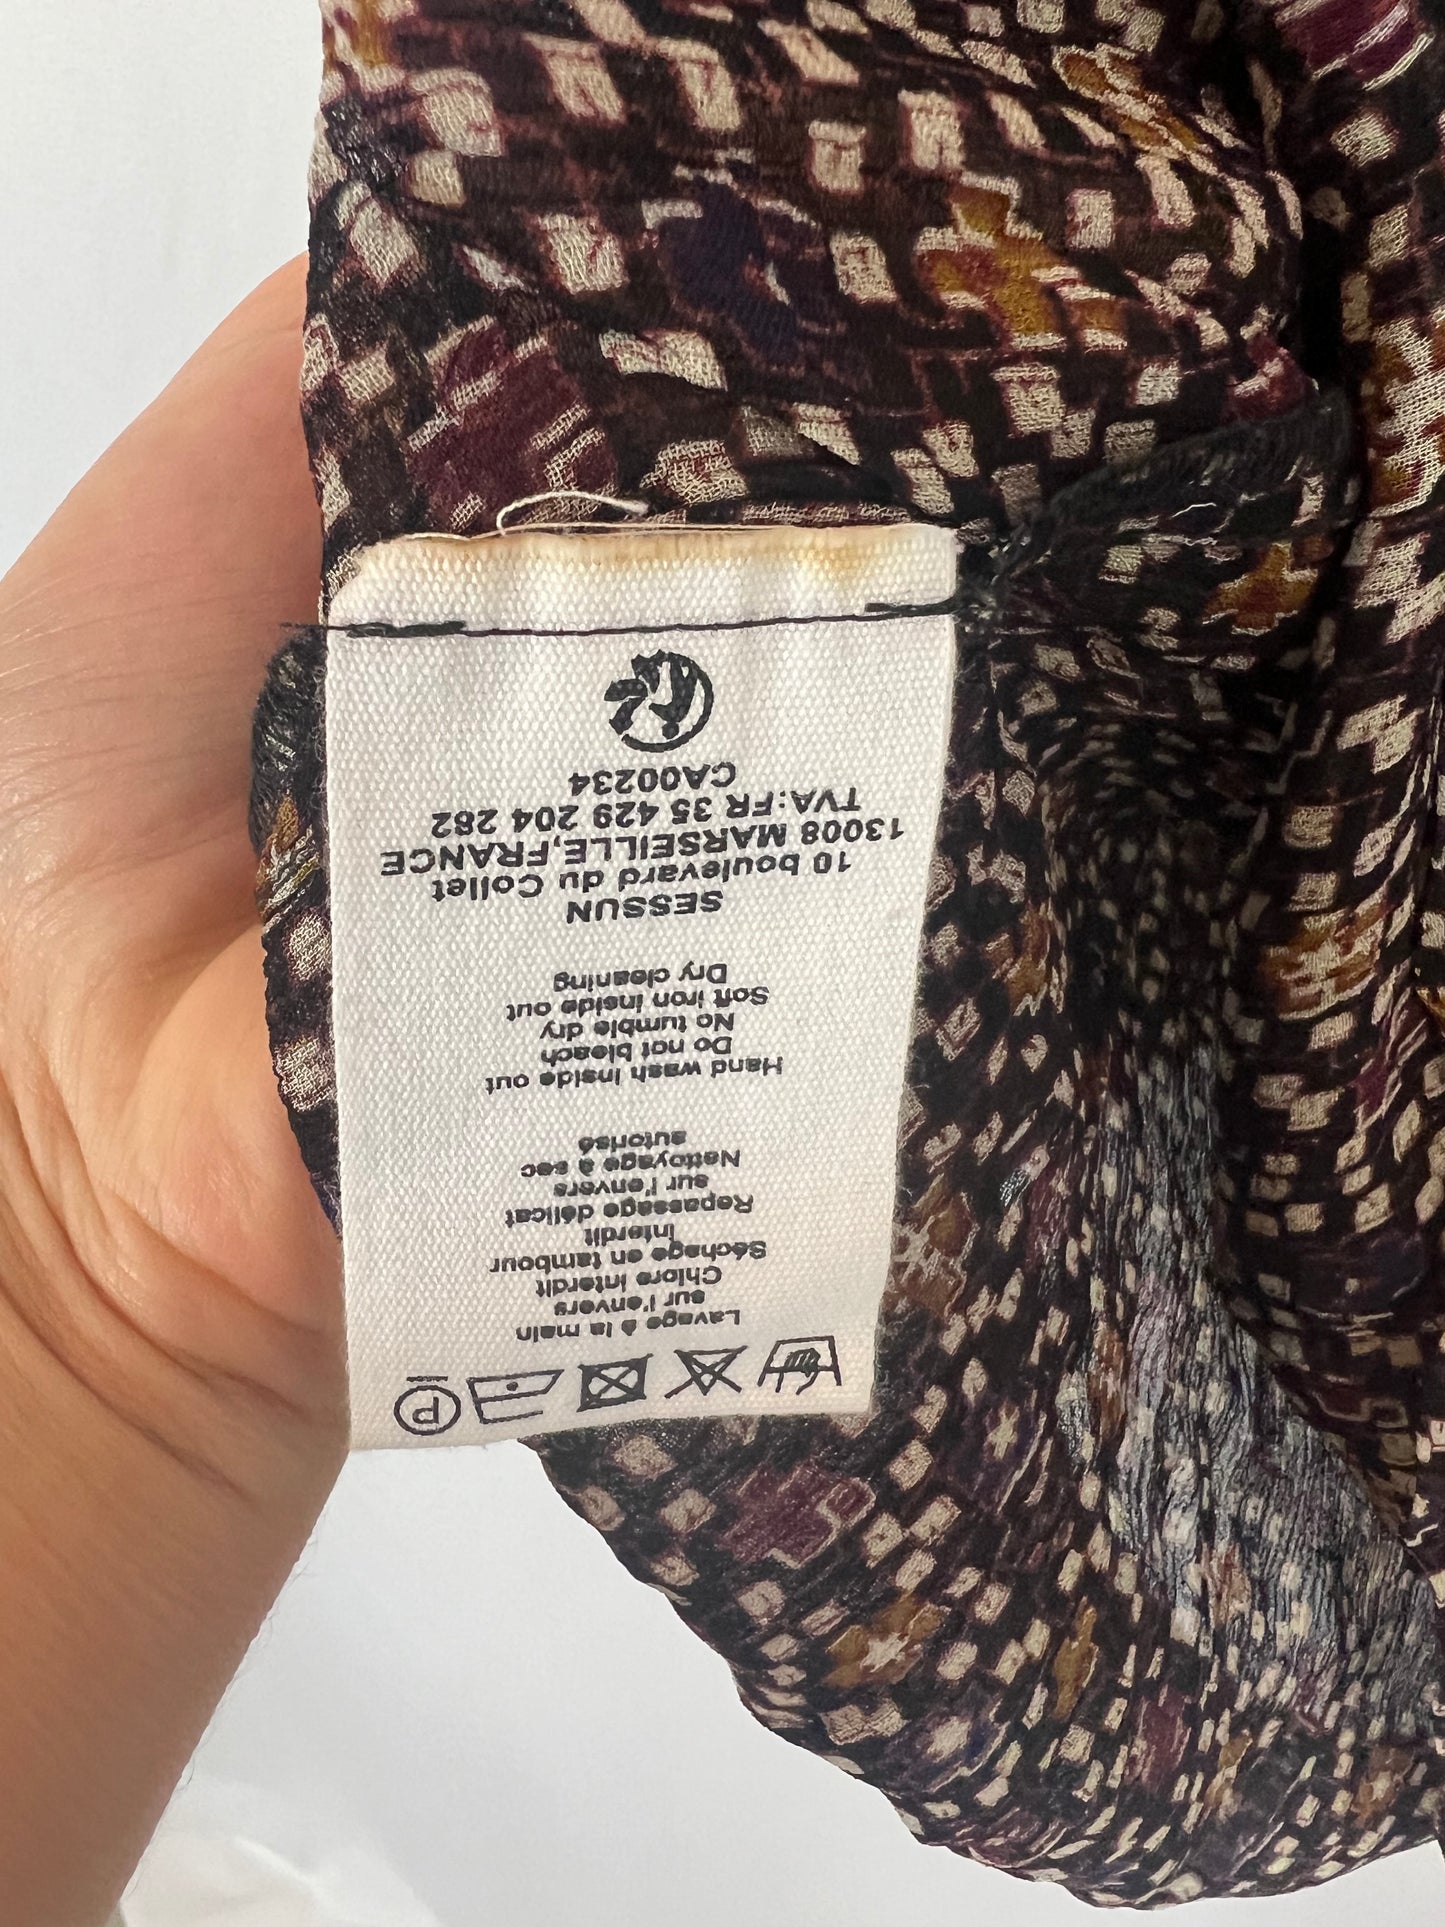 P
Lavage à la main
sur l'envers
Chlore interdit
Séchage en tambour
interdit
Repassage délicat
sur l'envers
Nettoyage à sec
autorisé
Hand wash inside out
Do not bleach
No tumble dry
Soft iron inside out
Dry cleaning
SESSUN
10 boulevard du Collet
13008 MARSEILLE,FRANCE
TVA:FR 35 429 204 282
CA00234